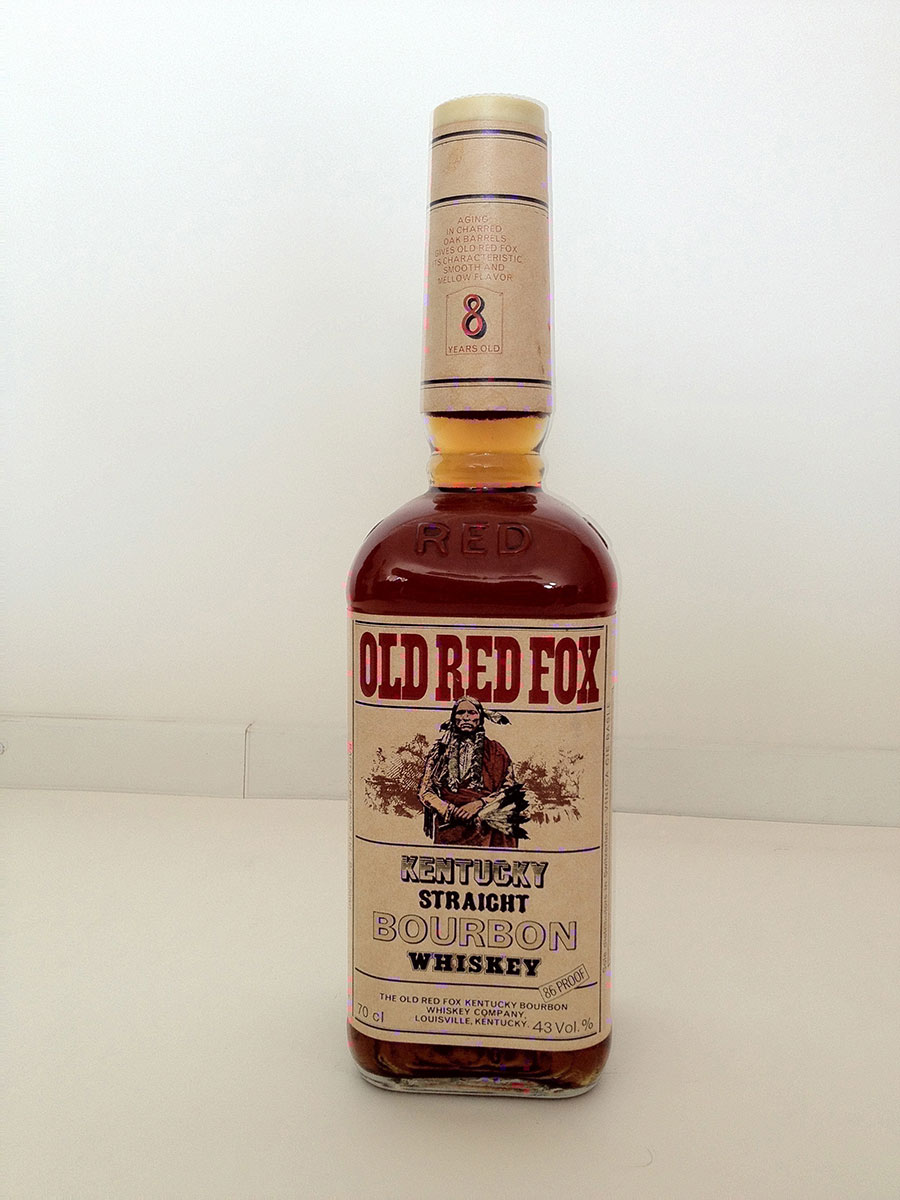 AGING
IN CHARRED
OAK BARRELS
GIVES OLD RED FOX
ITS CHARACTERISTIC
SMOOTH AND
MELLOW FLAVOR
8
YEARS OLD
RED
OLD RED FOX
KENTUCKY
STRAIGHT
BOURBON
WHISKEY
86 PROOF
THE OLD RED FOX KENTUCKY BOURBON
WHISKEY COMPANY,
LOUISVILLE, KENTUCKY.
70 cl
43 Vol. %